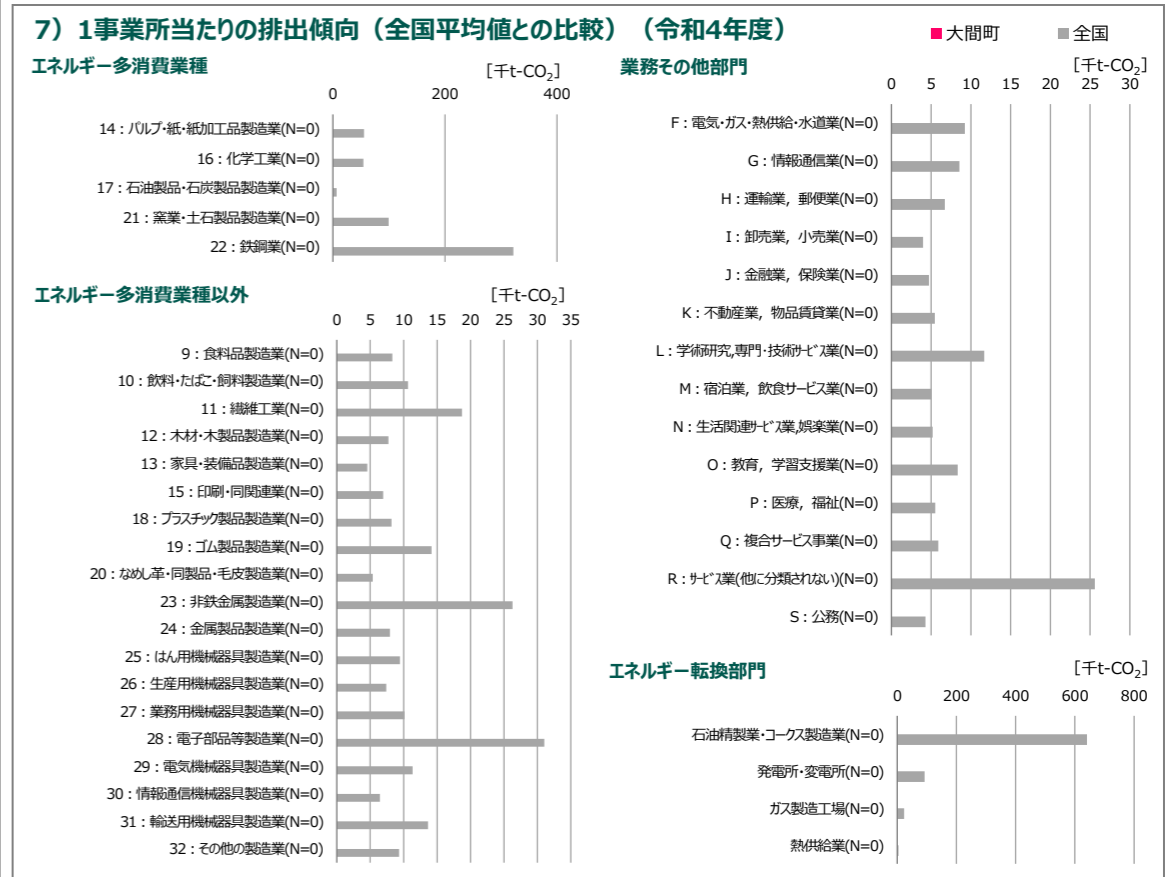 7）1事業所当たりの排出傾向（全国平均値との比較）（令和4年度）
■大間町 ■全国
エネルギー多消費業種
[千t-CO₂]
0 200 400
14：パルプ・紙・紙加工品製造業(N=0)
16：化学工業(N=0)
17：石油製品・石炭製品製造業(N=0)
21：窯業・土石製品製造業(N=0)
22：鉄鋼業(N=0)
エネルギー多消費業種以外
[千t-CO₂]
0 5 10 15 20 25 30 35
9：食料品製造業(N=0)
10：飲料・たばこ・飼料製造業(N=0)
11：繊維工業(N=0)
12：木材・木製品製造業(N=0)
13：家具・装備品製造業(N=0)
15：印刷・同関連業(N=0)
18：プラスチック製品製造業(N=0)
19：ゴム製品製造業(N=0)
20：なめし革・同製品・毛皮製造業(N=0)
23：非鉄金属製造業(N=0)
24：金属製品製造業(N=0)
25：はん用機械器具製造業(N=0)
26：生産用機械器具製造業(N=0)
27：業務用機械器具製造業(N=0)
28：電子部品等製造業(N=0)
29：電気機械器具製造業(N=0)
30：情報通信機械器具製造業(N=0)
31：輸送用機械器具製造業(N=0)
32：その他の製造業(N=0)
業務その他部門
[千t-CO₂]
0 5 10 15 20 25 30
F：電気・ガス・熱供給・水道業(N=0)
G：情報通信業(N=0)
H：運輸業，郵便業(N=0)
I：卸売業，小売業(N=0)
J：金融業，保険業(N=0)
K：不動産業，物品賃貸業(N=0)
L：学術研究,専門・技術ｻｰﾋﾞｽ業(N=0)
M：宿泊業，飲食サービス業(N=0)
N：生活関連ｻｰﾋﾞｽ業,娯楽業(N=0)
O：教育，学習支援業(N=0)
P：医療，福祉(N=0)
Q：複合サービス事業(N=0)
R：ｻｰﾋﾞｽ業(他に分類されない)(N=0)
S：公務(N=0)
エネルギー転換部門
[千t-CO₂]
0 200 400 600 800
石油精製業・コークス製造業(N=0)
発電所・変電所(N=0)
ガス製造工場(N=0)
熱供給業(N=0)